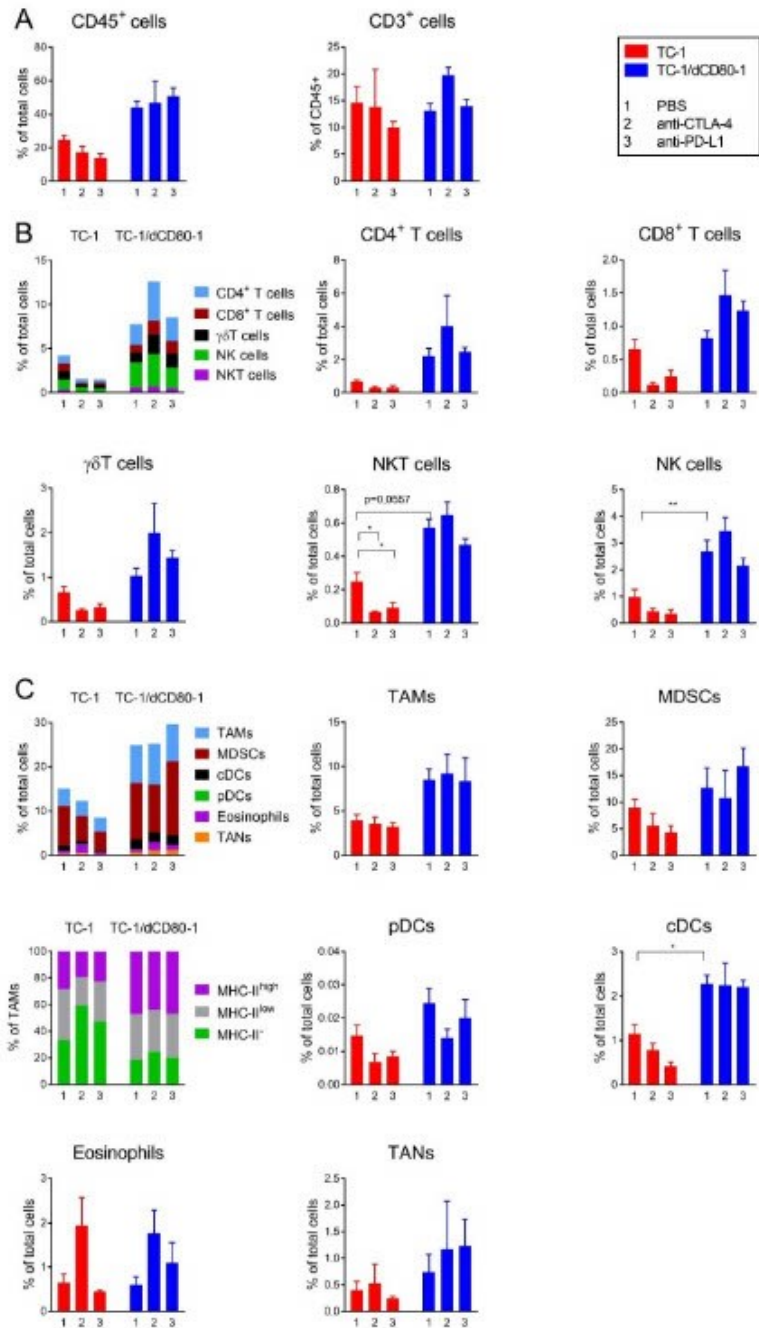 A
CD45⁺ cells
% of total cells
80
60
40
20
0
1 2 3 1 2 3
CD3⁺ cells
% of CD45+
25
20
15
10
5
0
1 2 3 1 2 3
TC-1
TC-1/dCD80-1
1 PBS
2 anti-CTLA-4
3 anti-PD-L1
B
TC-1 TC-1/dCD80-1
% of total cells
15
10
5
0
1 2 3 1 2 3
CD4⁺ T cells
CD8⁺ T cells
γδT cells
NK cells
NKT cells
CD4⁺ T cells
% of total cells
8
6
4
2
0
1 2 3 1 2 3
CD8⁺ T cells
% of total cells
2.0
1.5
1.0
0.5
0.0
1 2 3 1 2 3
γδT cells
% of total cells
3
2
1
0
1 2 3 1 2 3
NKT cells
% of total cells
0.8
0.6
0.4
0.2
0.0
p=0,0557
*
*
1 2 3 1 2 3
NK cells
% of total cells
5
4
3
2
1
0
**
1 2 3 1 2 3
C
TC-1 TC-1/dCD80-1
% of total cells
30
20
10
0
1 2 3 1 2 3
TAMs
MDSCs
cDCs
pDCs
Eosinophils
TANs
TAMs
% of total cells
15
10
5
0
1 2 3 1 2 3
MDSCs
% of total cells
25
20
15
10
5
0
1 2 3 1 2 3
TC-1 TC-1/dCD80-1
% of TAMs
100
80
60
40
20
0
1 2 3 1 2 3
MHC-II^high
MHC-II^low
MHC-II⁻
pDCs
% of total cells
0.04
0.03
0.02
0.01
0.00
1 2 3 1 2 3
cDCs
% of total cells
3
2
1
0
*
1 2 3 1 2 3
Eosinophils
% of total cells
3
2
1
0
1 2 3 1 2 3
TANs
% of total cells
2.5
2.0
1.5
1.0
0.5
0.0
1 2 3 1 2 3